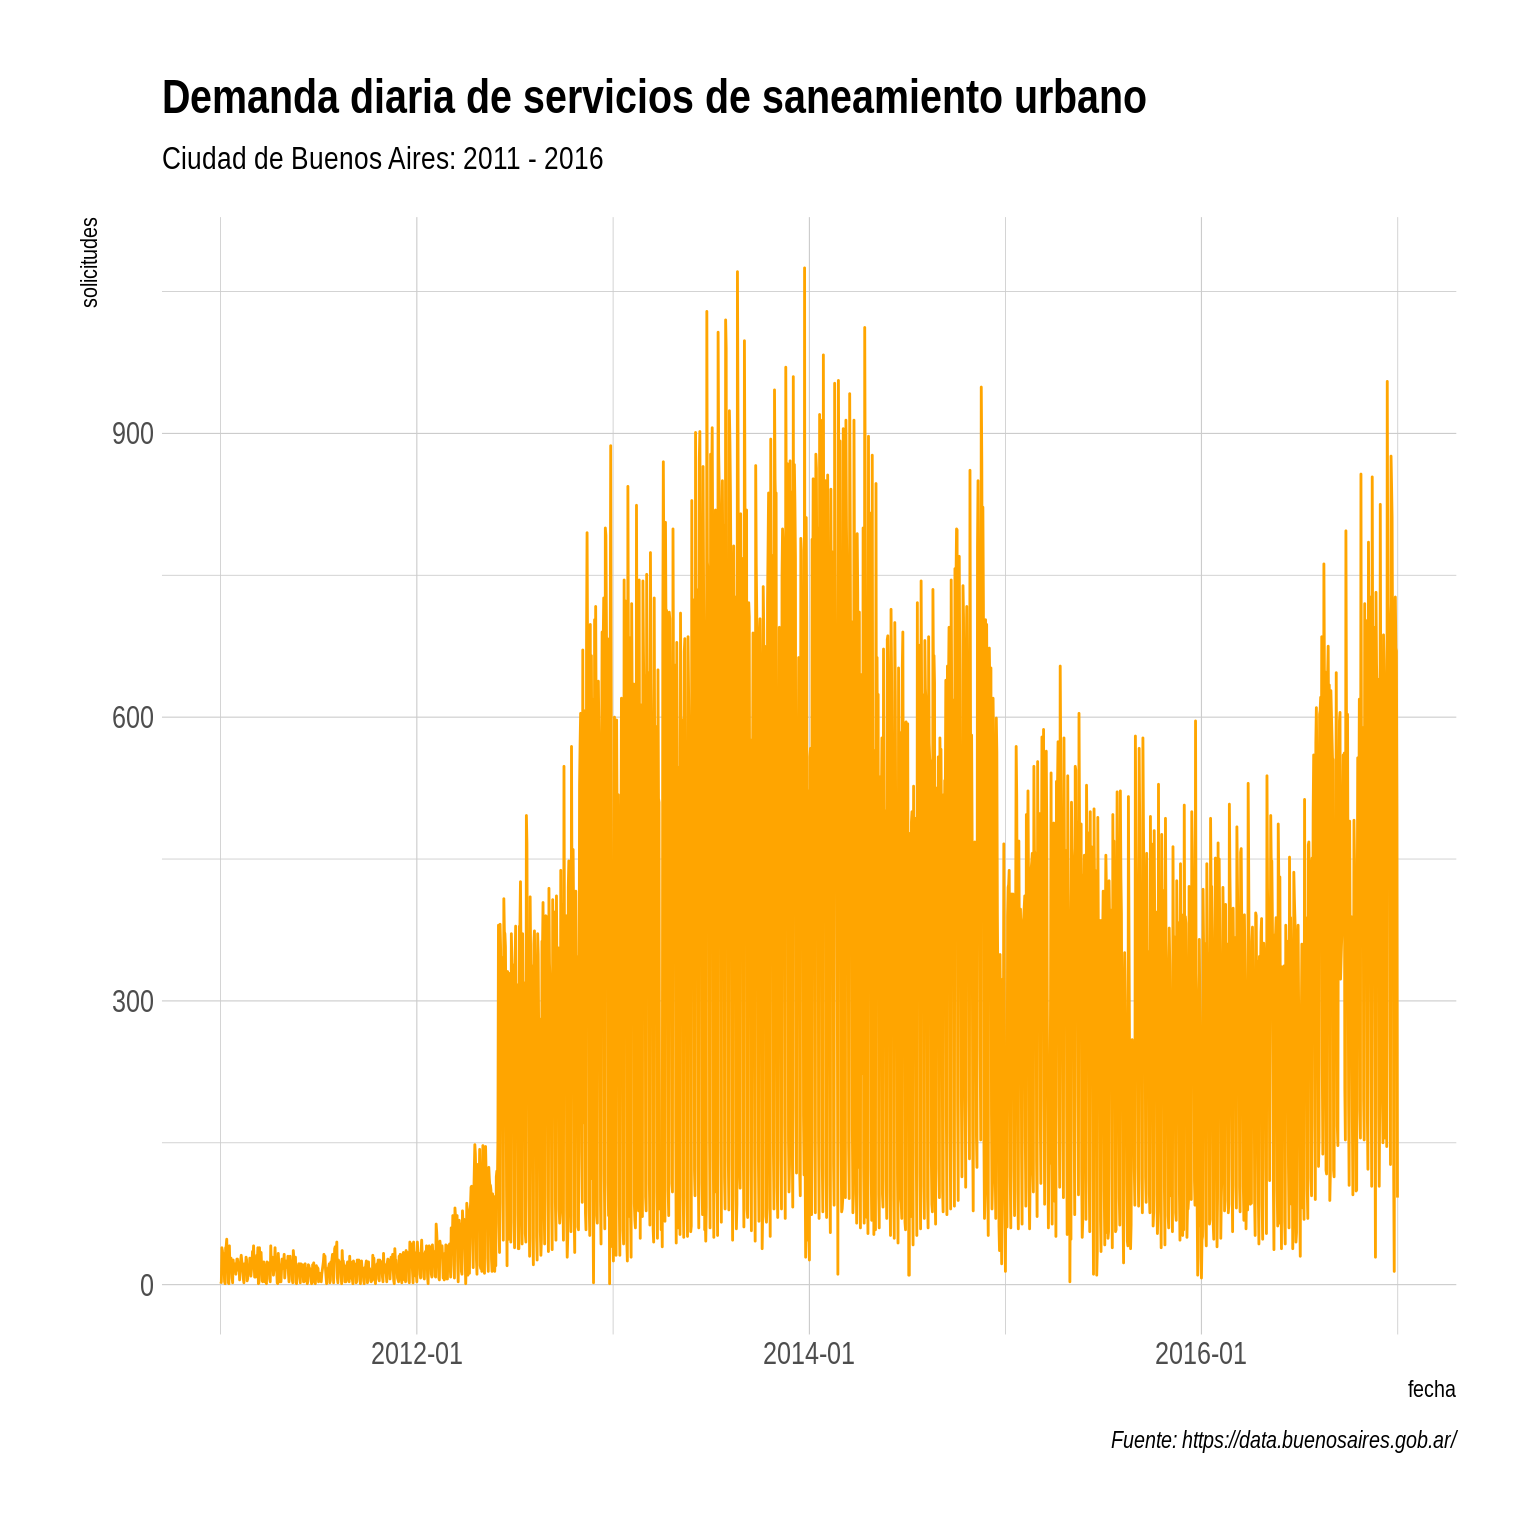 Demanda diaria de servicios de saneamiento urbano
Ciudad de Buenos Aires: 2011 - 2016
solicitudes
900
600
300
0
2012-01
2014-01
2016-01
fecha
Fuente: https://data.buenosaires.gob.ar/